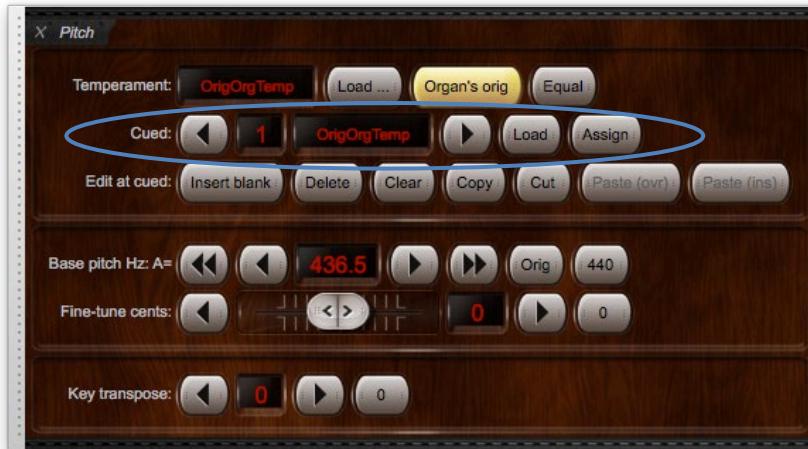 X Pitch
Temperament: OrigOrgTemp Load ... Organ's orig Equal
Cued: 1 OrigOrgTemp Load Assign
Edit at cued: Insert blank Delete Clear Copy Cut Paste (ovr) Paste (ins)
Base pitch Hz: A= 436.5 Orig 440
Fine-tune cents: < > 0 0
Key transpose: 0 0